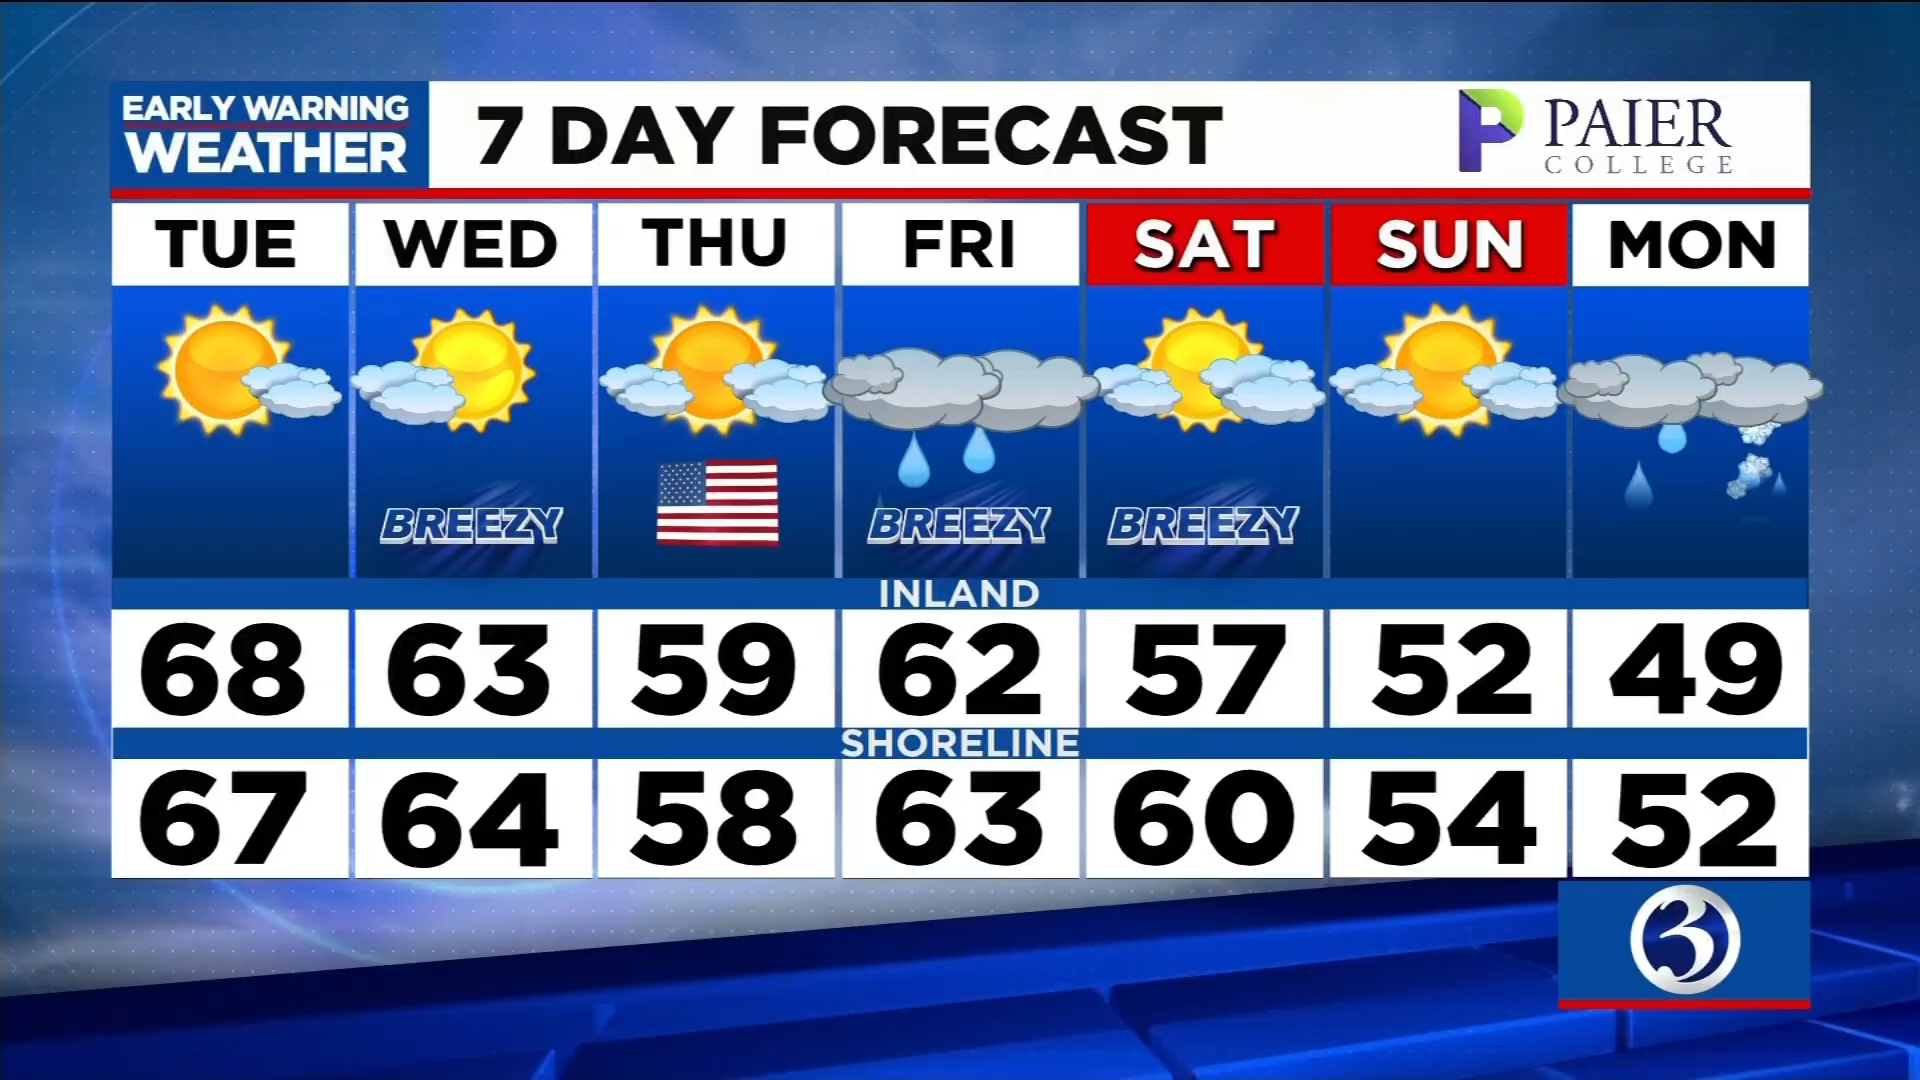 EARLY WARNING
WEATHER
7 DAY FORECAST
PAIER
COLLEGE
TUE WED THU FRI SAT SUN MON
BREEZY BREEZY BREEZY
INLAND
68 63 59 62 57 52 49
SHORELINE
67 64 58 63 60 54 52
3